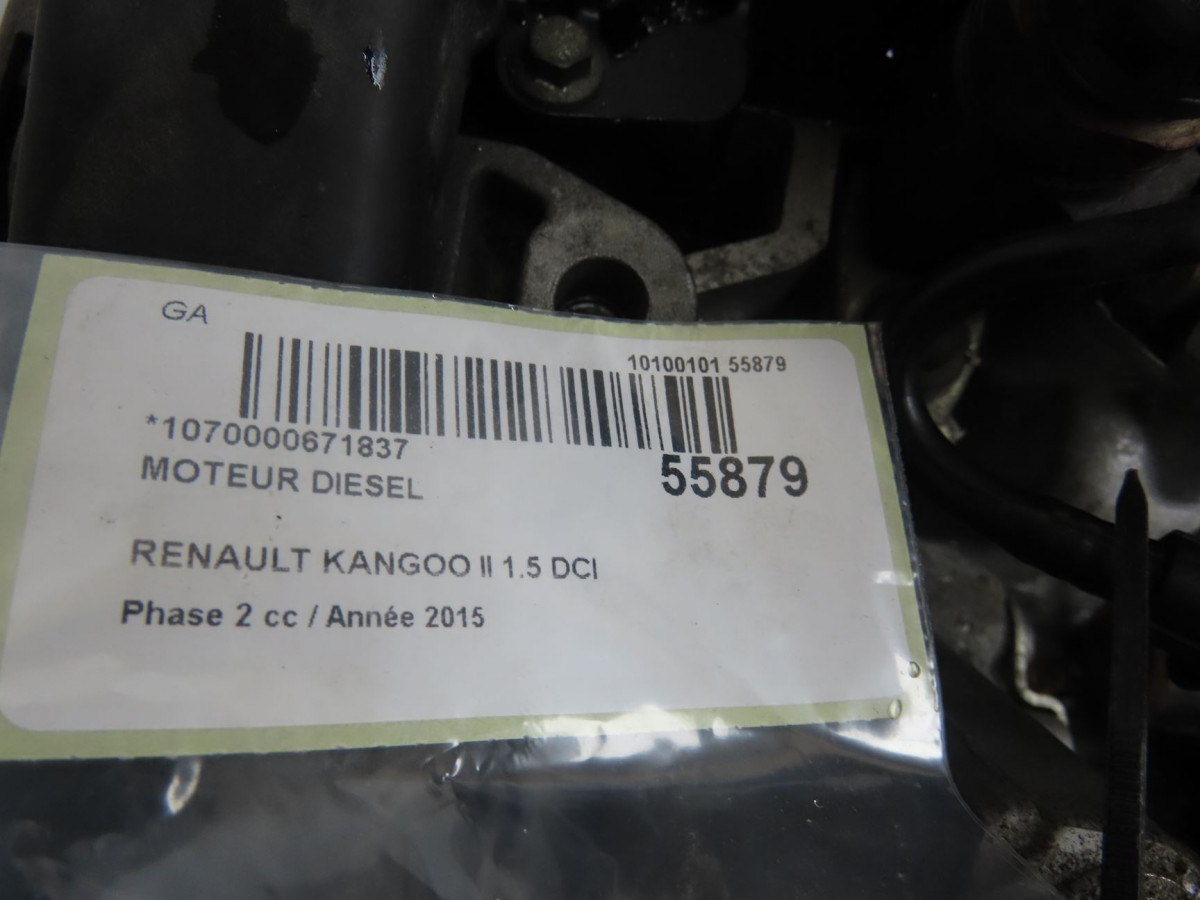 GA
10100101 55879
*1070000671837
55879
MOTEUR DIESEL
RENAULT KANGOO II 1.5 DCI
Phase 2 cc / Année 2015